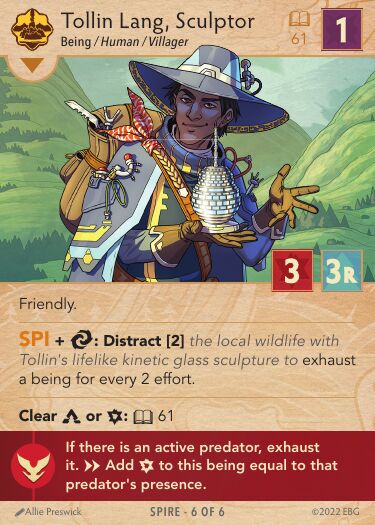 Tollin Lang, Sculptor
Being / Human / Villager
61
1
3
3R
Friendly.
SPI + : Distract [2] the local wildlife with
Tollin's lifelike kinetic glass sculpture to exhaust
a being for every 2 effort.
Clear or : 61
If there is an active predator, exhaust
it. Add to this being equal to that
predator's presence.
Allie Preswick
SPIRE - 6 OF 6
©2022 EBG